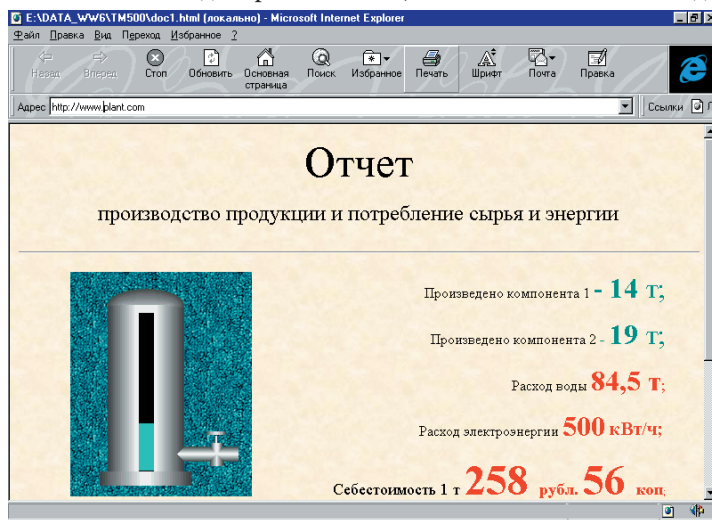 E:\DATA_WW6\TM500\doc1.html (локально) - Microsoft Internet Explorer
Файл Правка Вид Переход Избранное ?
Назад Вперед Стоп Обновить Основная страница Поиск Избранное Печать Шрифт Почта Правка
Адрес http://www.plant.com Ссылки
Отчет
производство продукции и потребление сырья и энергии
Произведено компонента 1 - 14 т;
Произведено компонента 2 - 19 т;
Расход воды 84,5 т;
Расход электроэнергии 500 кВт/ч;
Себестоимость 1 т 258 рубл. 56 коп;